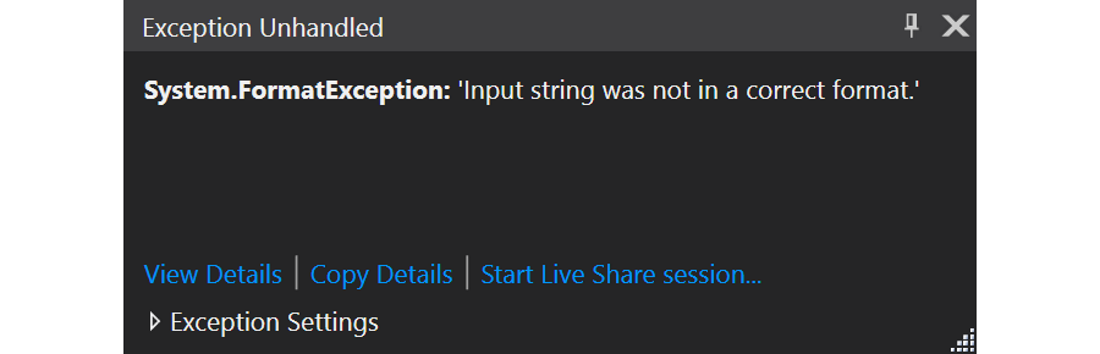 Exception Unhandled
System.FormatException: 'Input string was not in a correct format.'
View Details | Copy Details | Start Live Share session...
Exception Settings